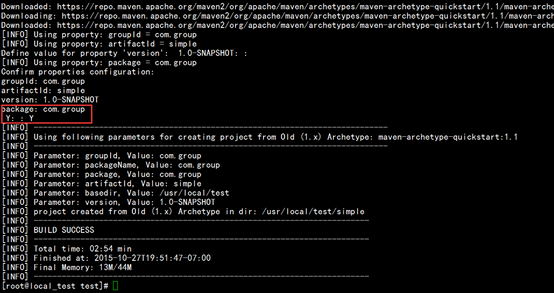 Downloaded: https://repo.maven.apache.org/maven2/org/apache/maven/archetypes/maven-archetype-quickstart/1.1/maven-arche
Downloading: https://repo.maven.apache.org/maven2/org/apache/maven/archetypes/maven-archetype-quickstart/1.1/maven-arch
Downloaded: https://repo.maven.apache.org/maven2/org/apache/maven/archetypes/maven-archetype-quickstart/1.1/maven-arche
[INFO] Using property: groupId = com.group
[INFO] Using property: artifactId = simple
Define value for property 'version':  1.0-SNAPSHOT: :
[INFO] Using property: package = com.group
Confirm properties configuration:
groupId: com.group
artifactId: simple
version: 1.0-SNAPSHOT
package: com.group
 Y: : Y
[INFO] ----------------------------------------------------------------------------
[INFO] Using following parameters for creating project from Old (1.x) Archetype: maven-archetype-quickstart:1.1
[INFO] ----------------------------------------------------------------------------
[INFO] Parameter: groupId, Value: com.group
[INFO] Parameter: packageName, Value: com.group
[INFO] Parameter: package, Value: com.group
[INFO] Parameter: artifactId, Value: simple
[INFO] Parameter: basedir, Value: /usr/local/test
[INFO] Parameter: version, Value: 1.0-SNAPSHOT
[INFO] project created from Old (1.x) Archetype in dir: /usr/local/test/simple
[INFO] ------------------------------------------------------------------------
[INFO] BUILD SUCCESS
[INFO] ------------------------------------------------------------------------
[INFO] Total time: 02:54 min
[INFO] Finished at: 2015-10-27T19:51:47-07:00
[INFO] Final Memory: 13M/44M
[INFO] ------------------------------------------------------------------------
[root@local_test test]#